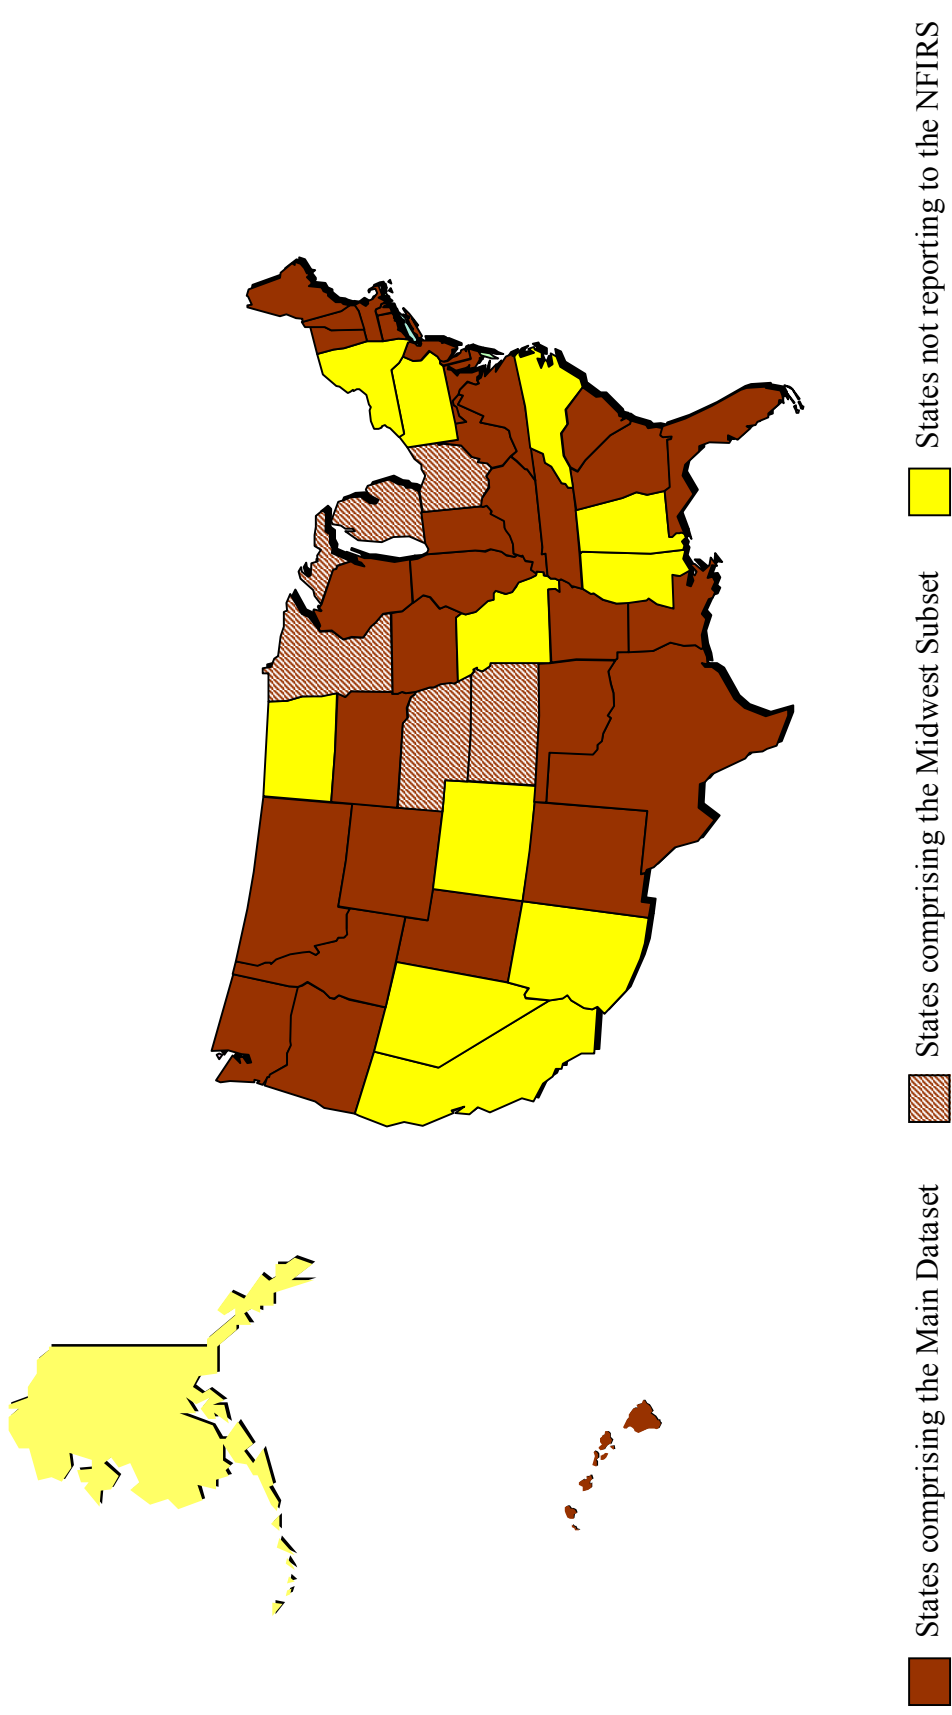 States comprising the Main Dataset
States comprising the Midwest Subset
States not reporting to the NFIRS